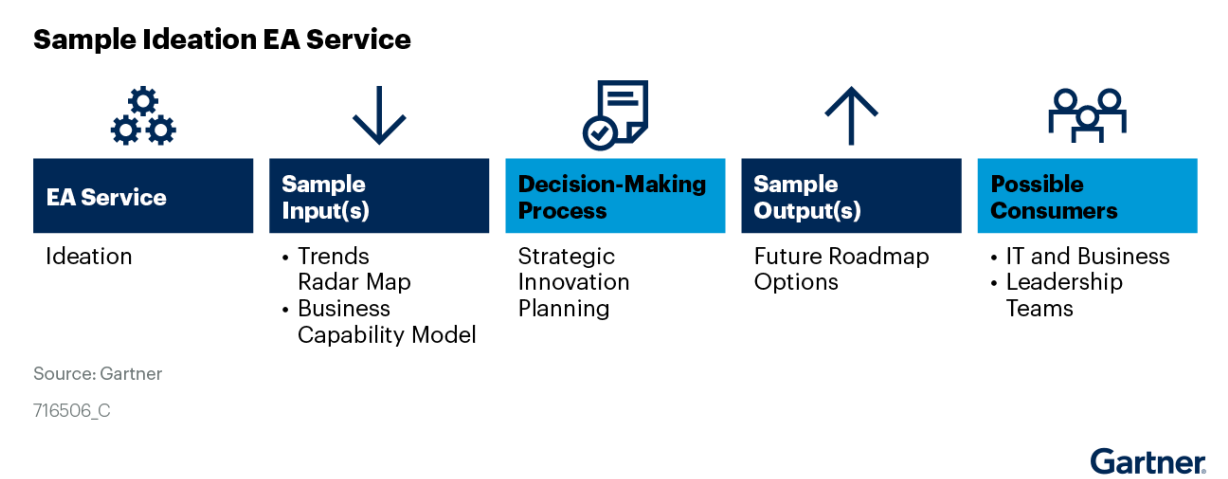 Sample Ideation EA Service
EA Service
Ideation
Sample
Input(s)
• Trends
Radar Map
• Business
Capability Model
Decision-Making
Process
Strategic
Innovation
Planning
Sample
Output(s)
Future Roadmap
Options
Possible
Consumers
• IT and Business
• Leadership
Teams
Source: Gartner
716506_C
Gartner®